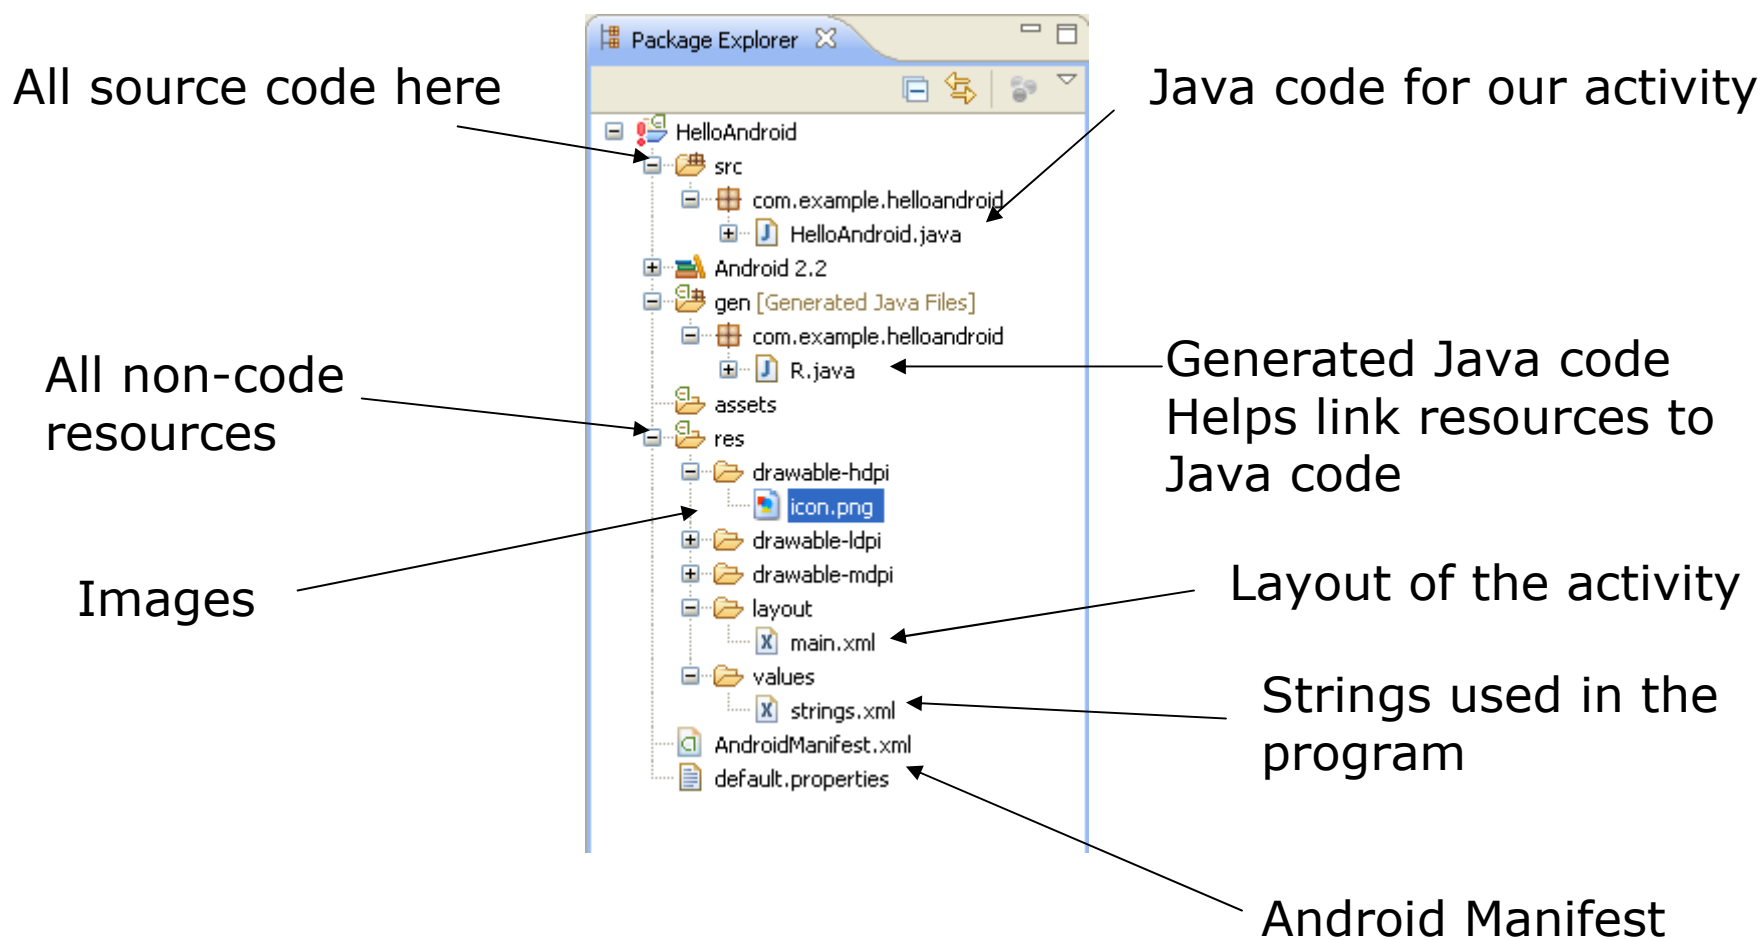 Package Explorer
All source code here
Java code for our activity
HelloAndroid
src
com.example.helloandroid
HelloAndroid.java
Android 2.2
gen [Generated Java Files]
com.example.helloandroid
R.java
assets
res
drawable-hdpi
icon.png
drawable-ldpi
drawable-mdpi
layout
main.xml
values
strings.xml
AndroidManifest.xml
default.properties
All non-code
resources
Images
Generated Java code
Helps link resources to
Java code
Layout of the activity
Strings used in the
program
Android Manifest